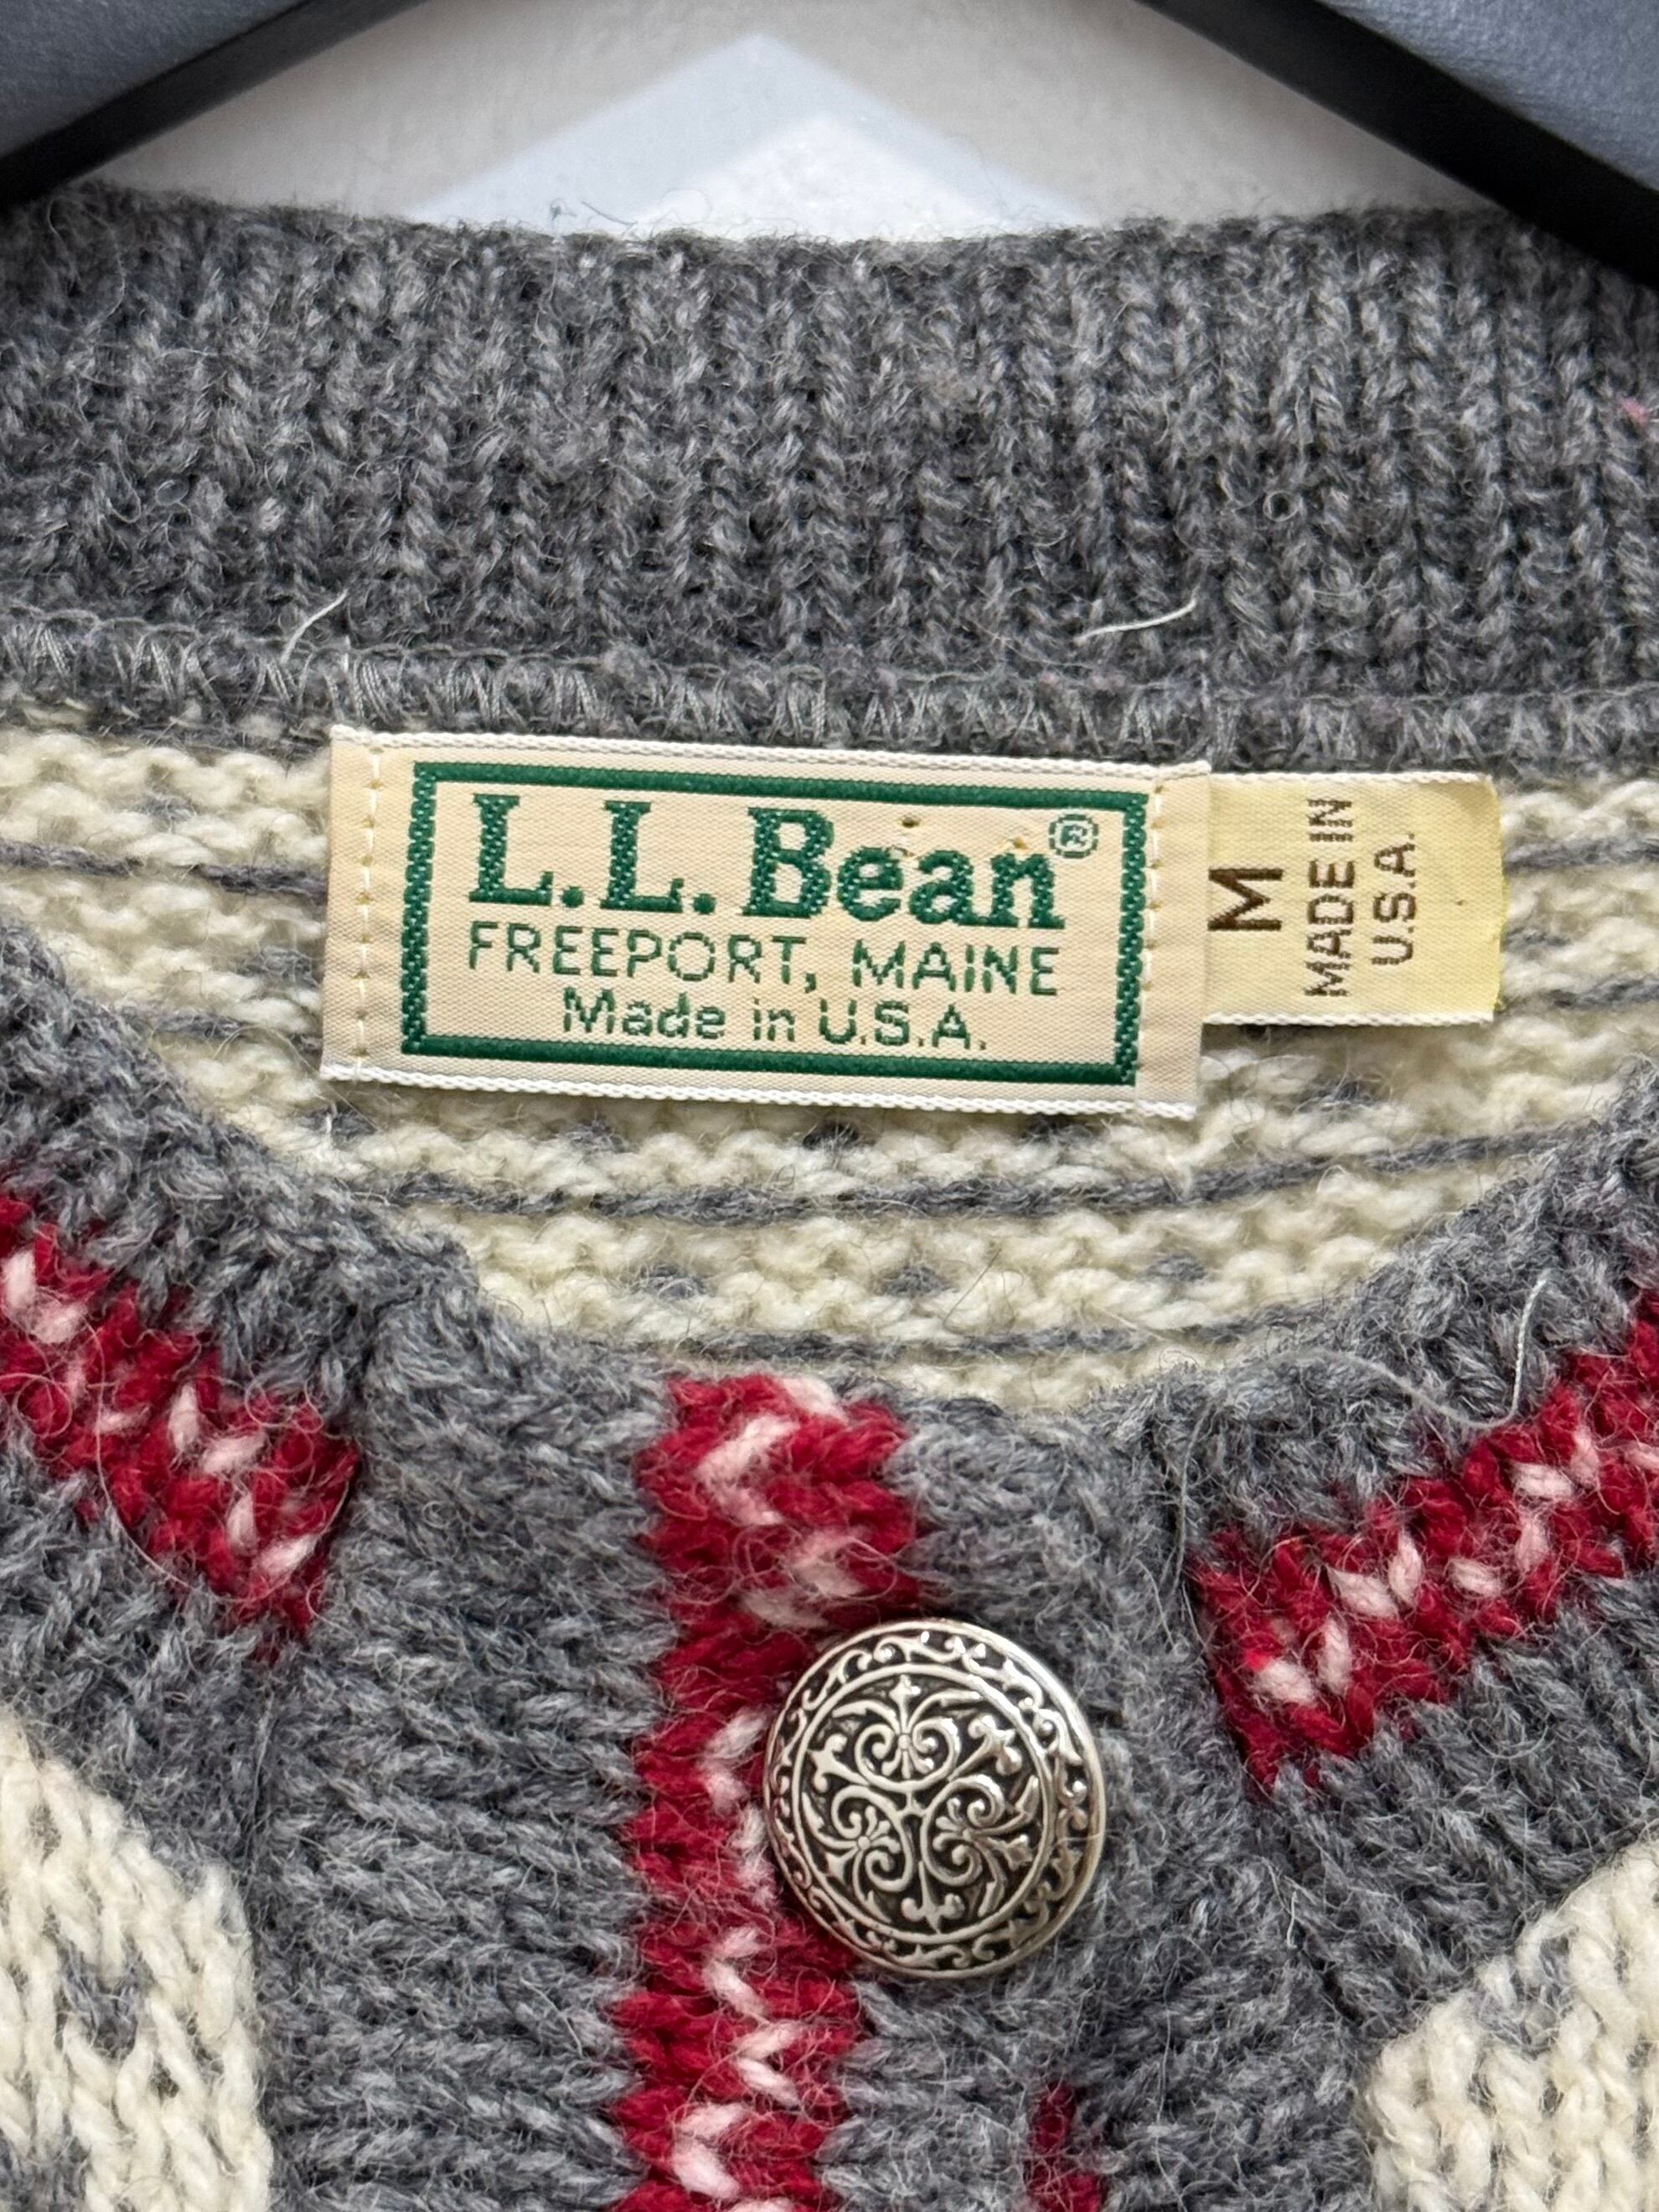 L.L.Bean®
FREEPORT, MAINE
Made in U.S.A.
M
MADE IN
U.S.A.